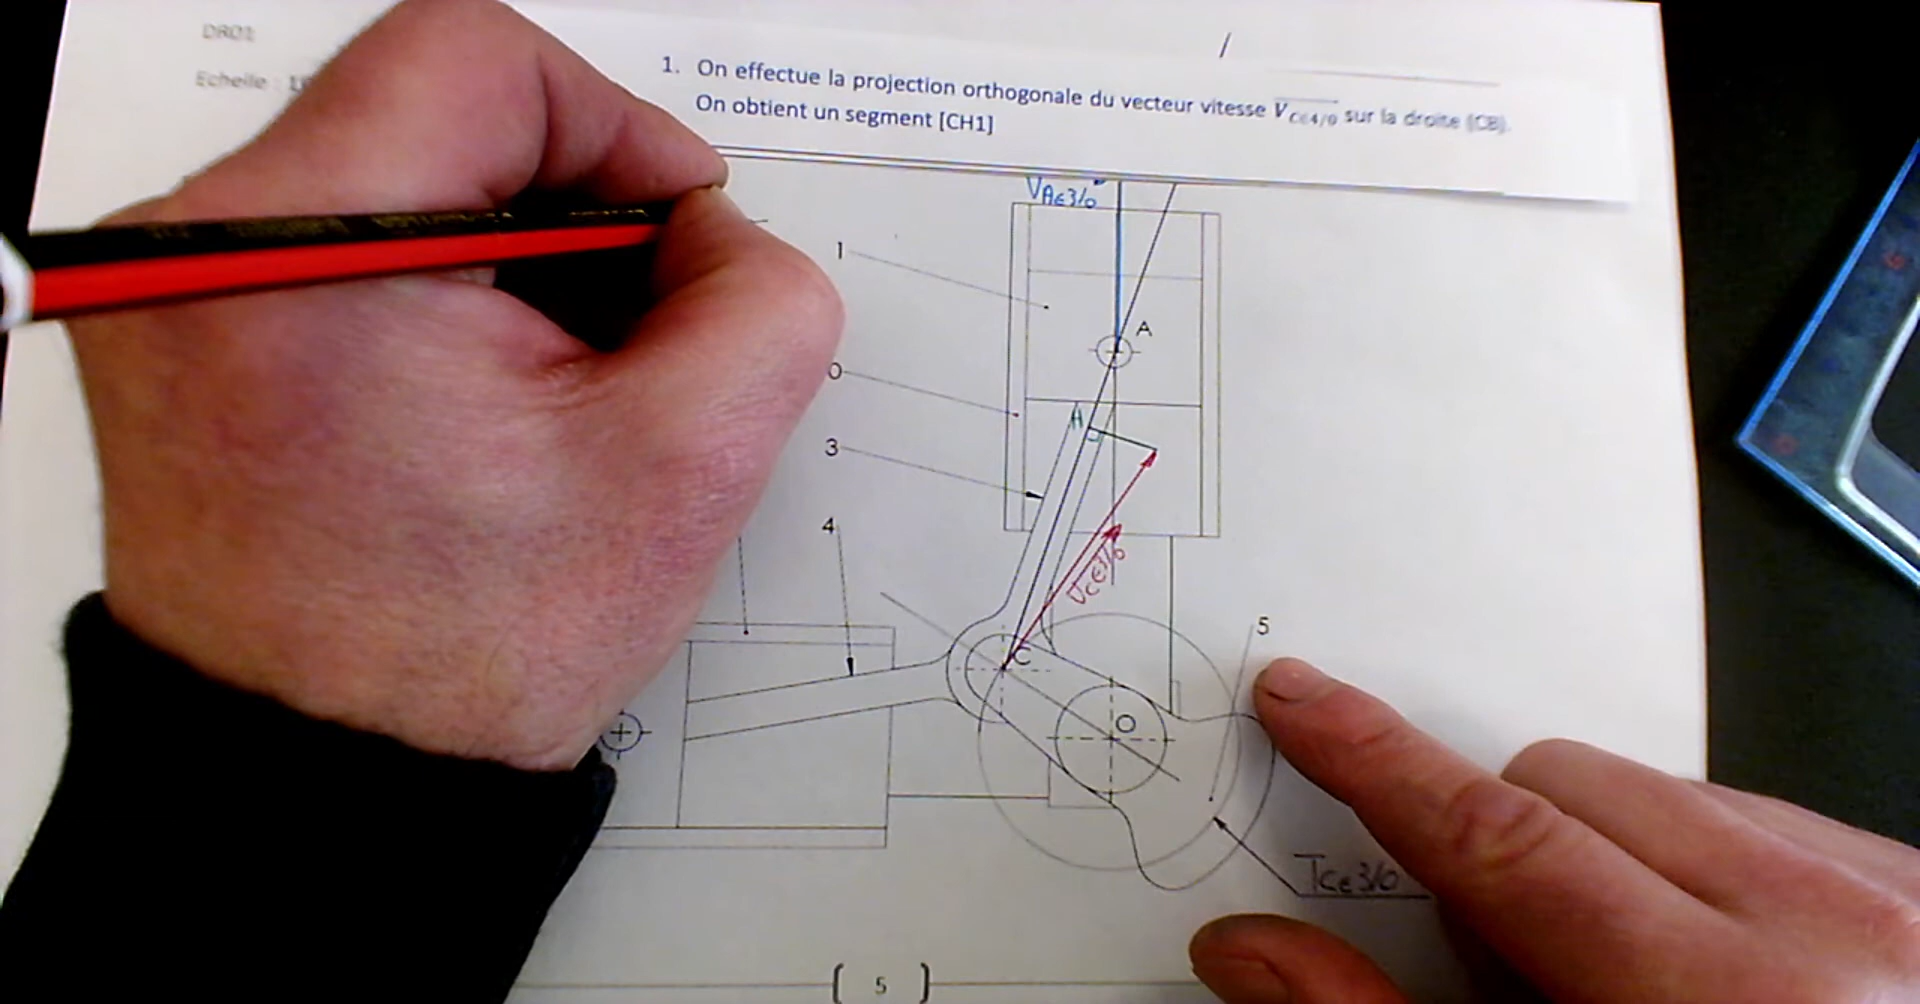 DR01
Echelle :
1. On effectue la projection orthogonale du vecteur vitesse V C∈4/0 sur la droite (CB).
On obtient un segment [CH1]
VA∈3/0
1
A
0
H
3
4
VC∈3/0
5
C
O
TC∈3/0
5